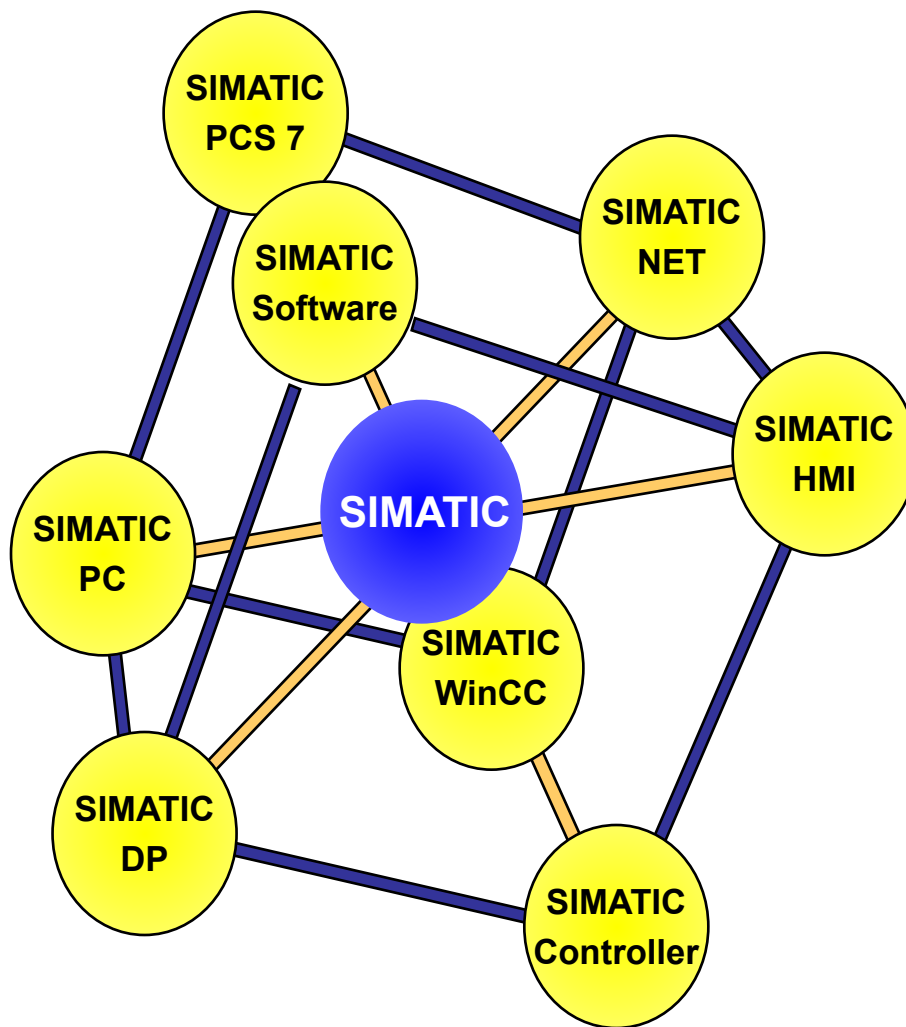 SIMATIC
PCS 7
SIMATIC
NET
SIMATIC
Software
SIMATIC
HMI
SIMATIC
SIMATIC
PC
SIMATIC
WinCC
SIMATIC
DP
SIMATIC
Controller